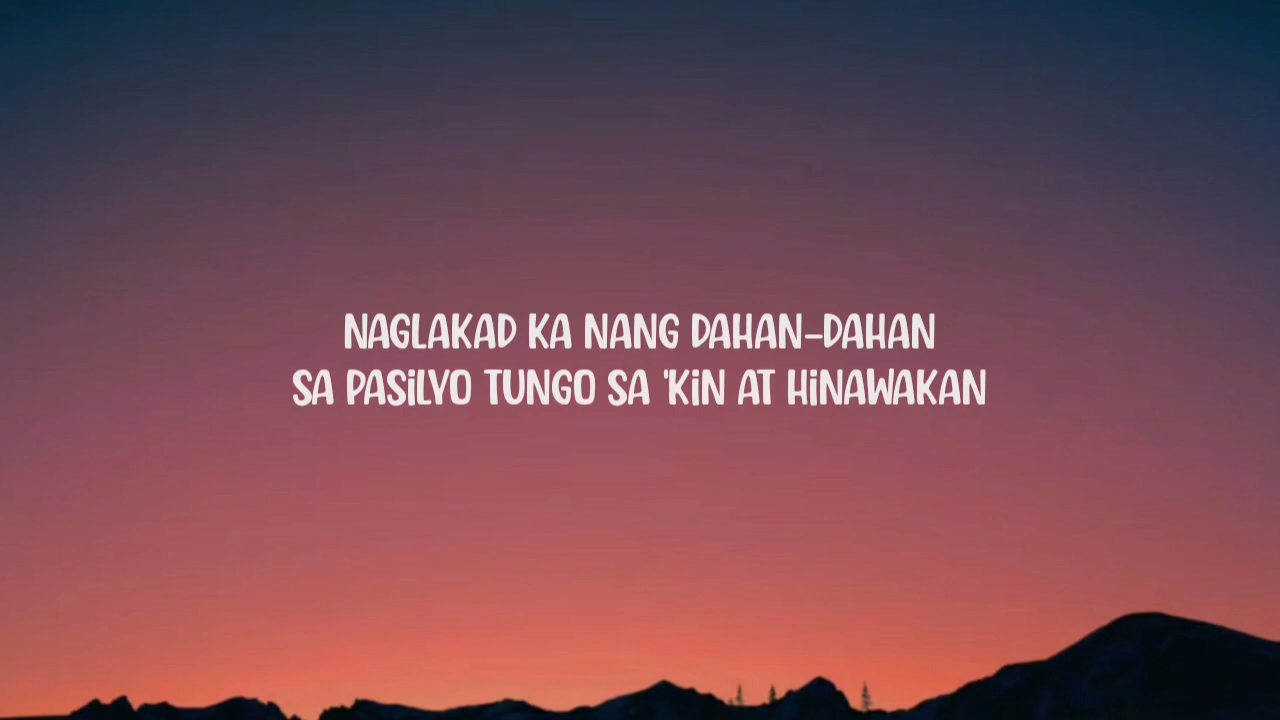 NAGLAKAD KA NANG DAHAN-DAHAN
SA PASILYO TUNGO SA 'KIN AT HINAWAKAN